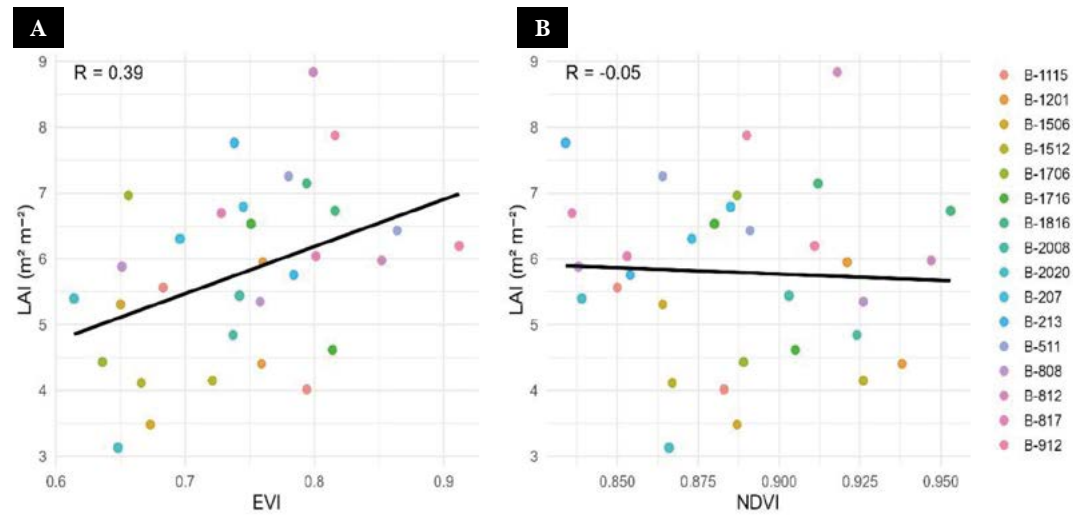 A
R = 0.39
LAI (m² m⁻²)
9
8
7
6
5
4
3
0.6 0.7 0.8 0.9
EVI
B
R = -0.05
LAI (m² m⁻²)
9
8
7
6
5
4
3
0.850 0.875 0.900 0.925 0.950
NDVI
B-1115
B-1201
B-1506
B-1512
B-1706
B-1716
B-1816
B-2008
B-2020
B-207
B-213
B-511
B-808
B-812
B-817
B-912